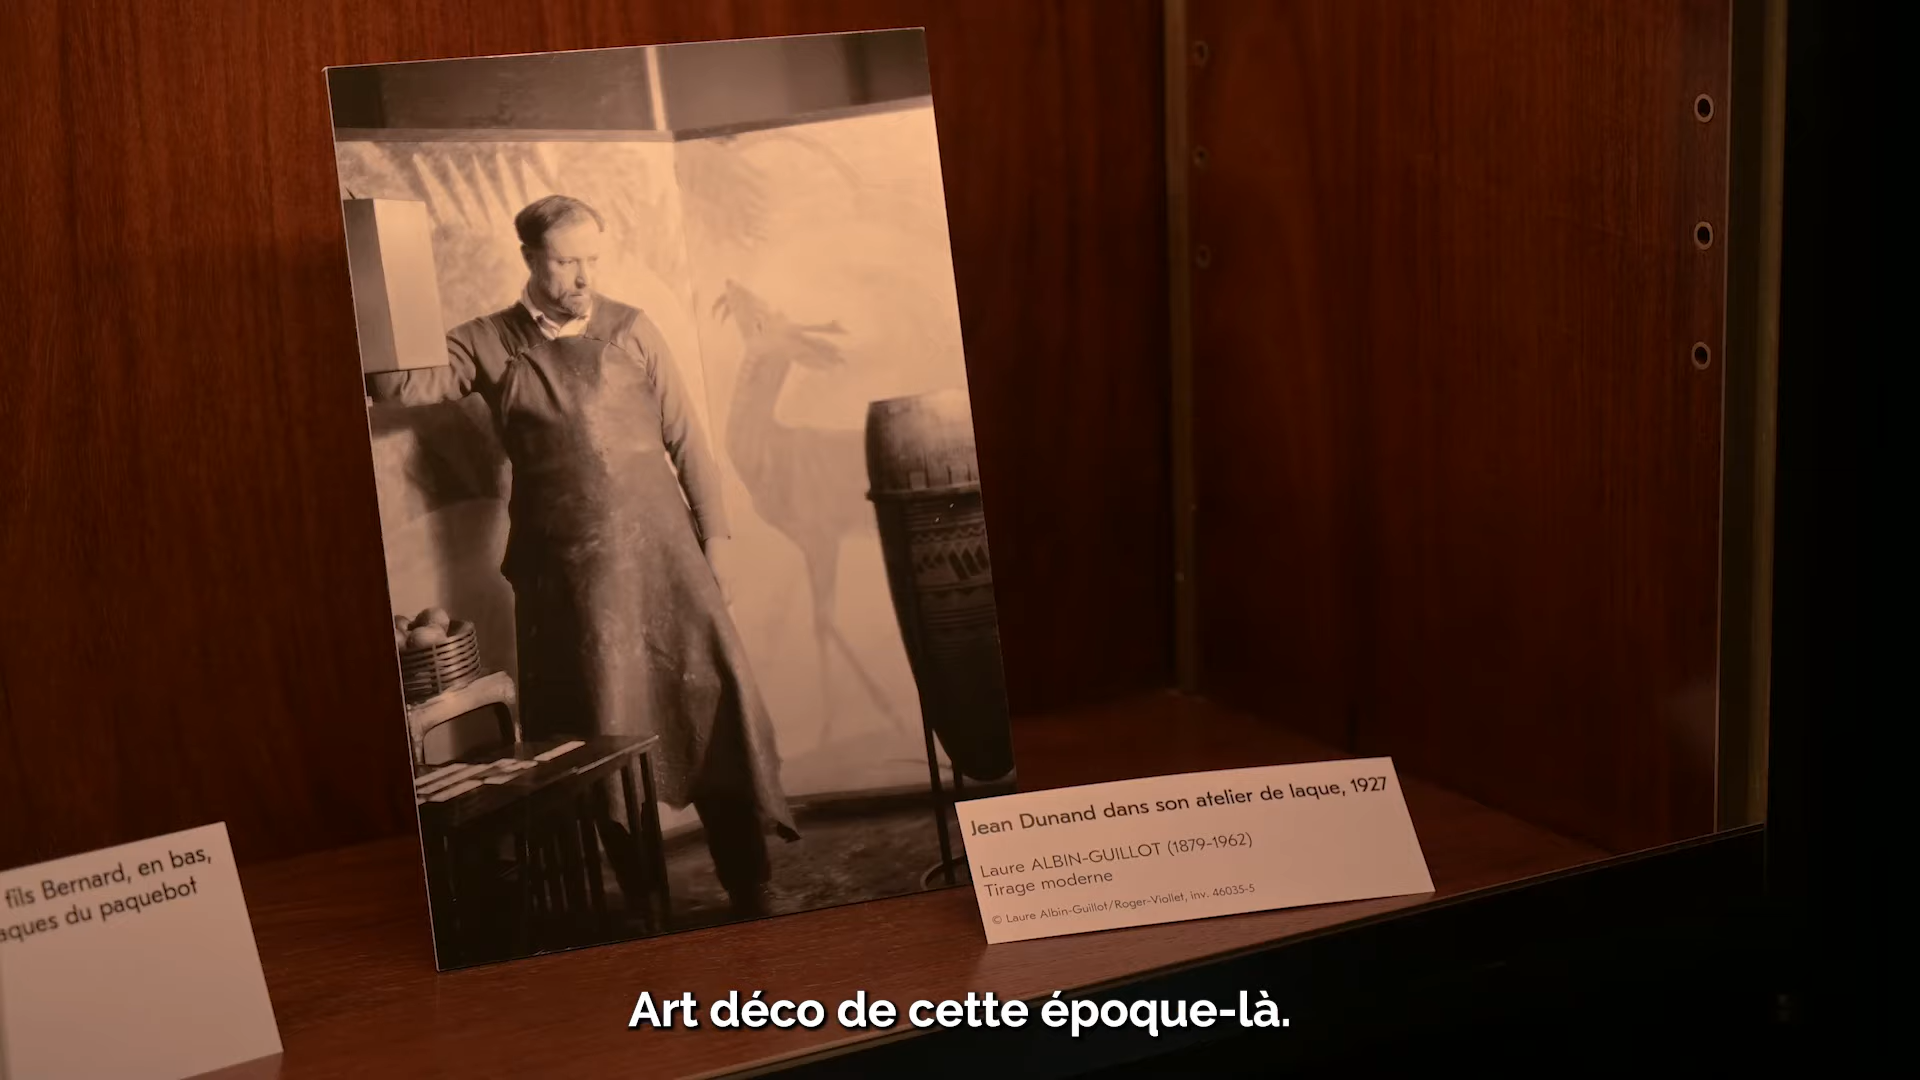 fils Bernard, en bas,
du paquebot
Jean Dunand dans son atelier de laque, 1927
Laure ALBIN-GUILLOT (1879-1962)
Tirage moderne
© Laure Albin-Guillot/Roger-Viollet, inv. 46035-5
Art déco de cette époque-là.